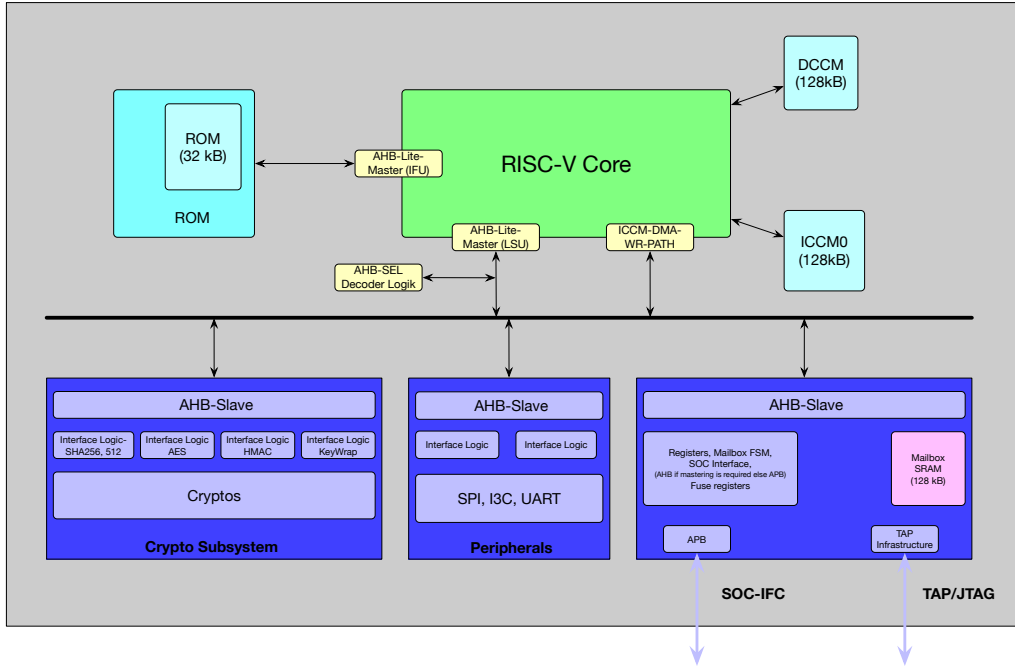 DCCM
(128kB)
ROM
(32 kB)
ROM
AHB-Lite-
Master (IFU)
RISC-V Core
AHB-Lite-
Master (LSU)
ICCM-DMA-
WR-PATH
ICCM0
(128kB)
AHB-SEL
Decoder Logik
AHB-Slave
Interface Logic-
SHA256, 512
Interface Logic
AES
Interface Logic
HMAC
Interface Logic
KeyWrap
Cryptos
Crypto Subsystem
AHB-Slave
Interface Logic
Interface Logic
SPI, I3C, UART
Peripherals
AHB-Slave
Registers, Mailbox FSM,
SOC Interface,
(AHB if mastering is required else APB)
Fuse registers
Mailbox
SRAM
(128 kB)
APB
TAP
Infrastructure
SOC-IFC
TAP/JTAG